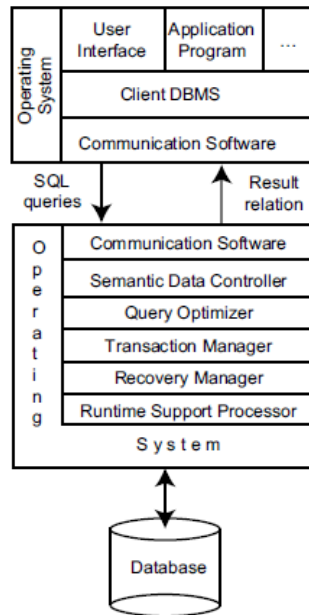 Operating
System
User
Interface
Application
Program
...
Client DBMS
Communication Software
SQL
queries
Result
relation
Operating
System
Communication Software
Semantic Data Controller
Query Optimizer
Transaction Manager
Recovery Manager
Runtime Support Processor
Database